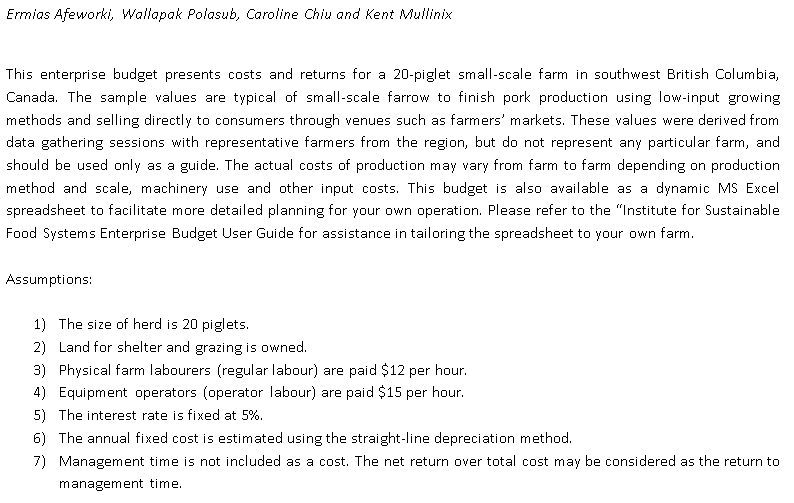 Ermias Afeworki, Wallapak Polasub, Caroline Chiu and Kent Mullinix
This enterprise budget presents costs and returns for a 20-piglet small-scale farm in southwest British Columbia,
Canada. The sample values are typical of small-scale farrow to finish pork production using low-input growing
methods and selling directly to consumers through venues such as farmers’ markets. These values were derived from
data gathering sessions with representative farmers from the region, but do not represent any particular farm, and
should be used only as a guide. The actual costs of production may vary from farm to farm depending on production
method and scale, machinery use and other input costs. This budget is also available as a dynamic MS Excel
spreadsheet to facilitate more detailed planning for your own operation. Please refer to the “Institute for Sustainable
Food Systems Enterprise Budget User Guide for assistance in tailoring the spreadsheet to your own farm.
Assumptions:
1) The size of herd is 20 piglets.
2) Land for shelter and grazing is owned.
3) Physical farm labourers (regular labour) are paid $12 per hour.
4) Equipment operators (operator labour) are paid $15 per hour.
5) The interest rate is fixed at 5%.
6) The annual fixed cost is estimated using the straight-line depreciation method.
7) Management time is not included as a cost. The net return over total cost may be considered as the return to
management time.